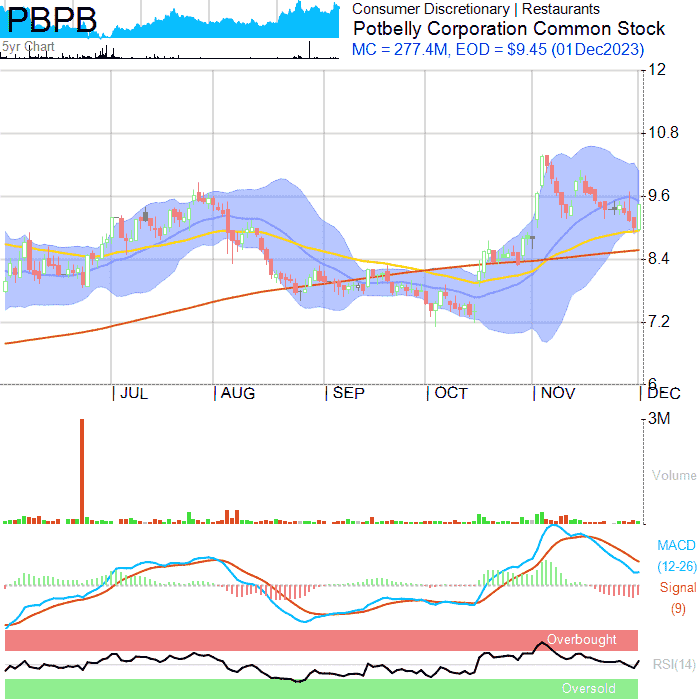 PBPB
5yr Chart
Consumer Discretionary | Restaurants
Potbelly Corporation Common Stock
MC = 277.4M, EOD = $9.45 (01Dec2023)
12
10.8
9.6
8.4
7.2
6
JUL AUG SEP OCT NOV DEC
3M
Volume
MACD
(12-26)
Signal
(9)
Overbought
RSI(14)
Oversold